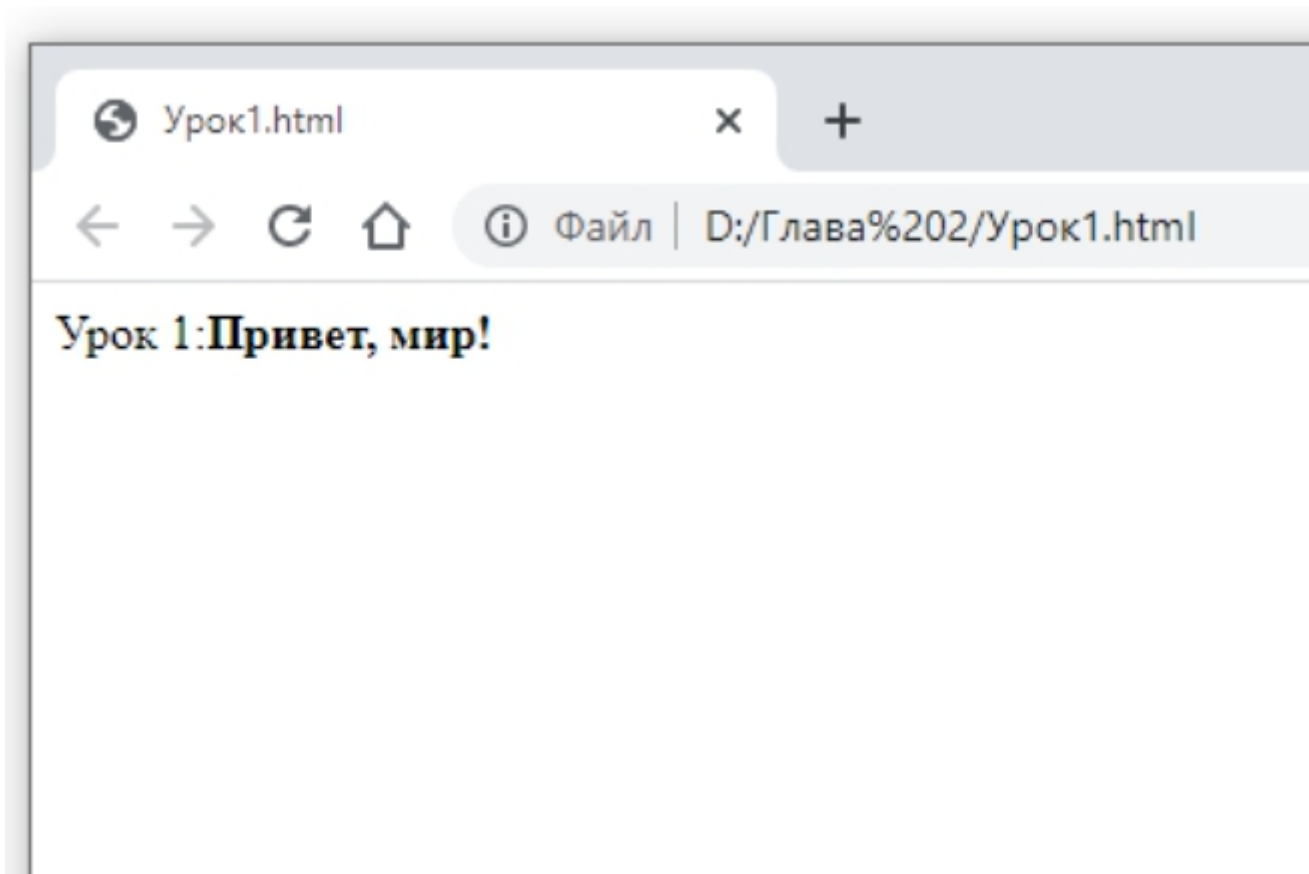 Урок1.html
Файл D:/Глава%202/Урок1.html
Урок 1:Привет, мир!